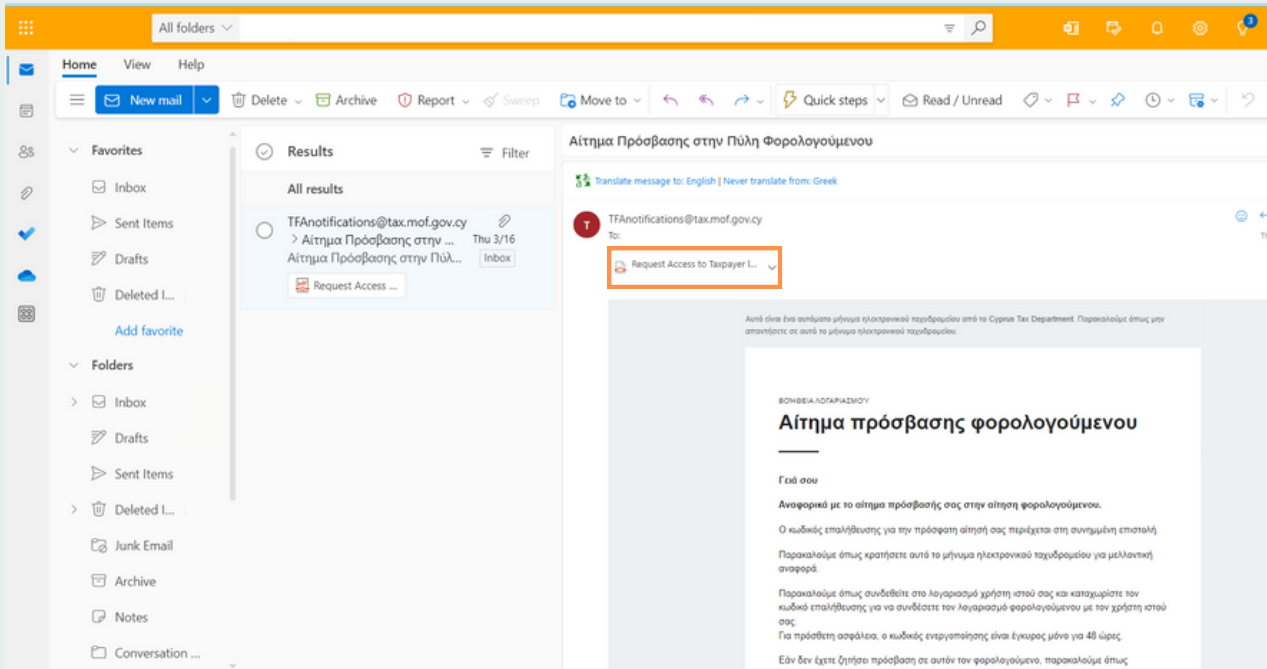 All folders
3
Home View Help
New mail Delete Archive Report Sweep Move to Quick steps Read / Unread
Favorites
Inbox
Sent Items
Drafts
Deleted I...
Add favorite
Folders
Inbox
Drafts
Sent Items
Deleted I...
Junk Email
Archive
Notes
Conversation ...
Results Filter
All results
TFAnotifications@tax.mof.gov.cy
> Αίτημα Πρόσβασης στην ... Thu 3/16
Αίτημα Πρόσβασης στην Πύλ... Inbox
Request Access ...
Αίτημα Πρόσβασης στην Πύλη Φορολογούμενου
Translate message to: English | Never translate from: Greek
T
TFAnotifications@tax.mof.gov.cy
To:
Request Access to Taxpayer I...
Αυτό είναι ένα αυτόματο μήνυμα ηλεκτρονικού ταχυδρομείου από το Cyprus Tax Department. Παρακαλούμε όπως μην
απαντήσετε σε αυτό το μήνυμα ηλεκτρονικού ταχυδρομείου.
ΒΟΗΘΕΙΑ ΛΟΓΑΡΙΑΣΜΟΎ
Αίτημα πρόσβασης φορολογούμενου
Γειά σου
Αναφορικά με το αίτημα πρόσβασής σας στην αίτηση φορολογούμενου.
Ο κωδικός επαλήθευσης για την πρόσφατη αίτησή σας περιέχεται στη συνημμένη επιστολή.
Παρακαλούμε όπως κρατήσετε αυτό το μήνυμα ηλεκτρονικού ταχυδρομείου για μελλοντική
αναφορά.
Παρακαλούμε όπως συνδεθείτε στο λογαριασμό χρήστη ιστού σας και καταχωρίστε τον
κωδικό επαλήθευσης για να συνδέσετε τον λογαριασμό φορολογούμενου με τον χρήστη ιστού
σας.
Για πρόσθετη ασφάλεια, ο κωδικός ενεργοποίησης είναι έγκυρος μόνο για 48 ώρες.
Εάν δεν έχετε ζητήσει πρόσβαση σε αυτόν τον φορολογούμενο, παρακαλούμε όπως